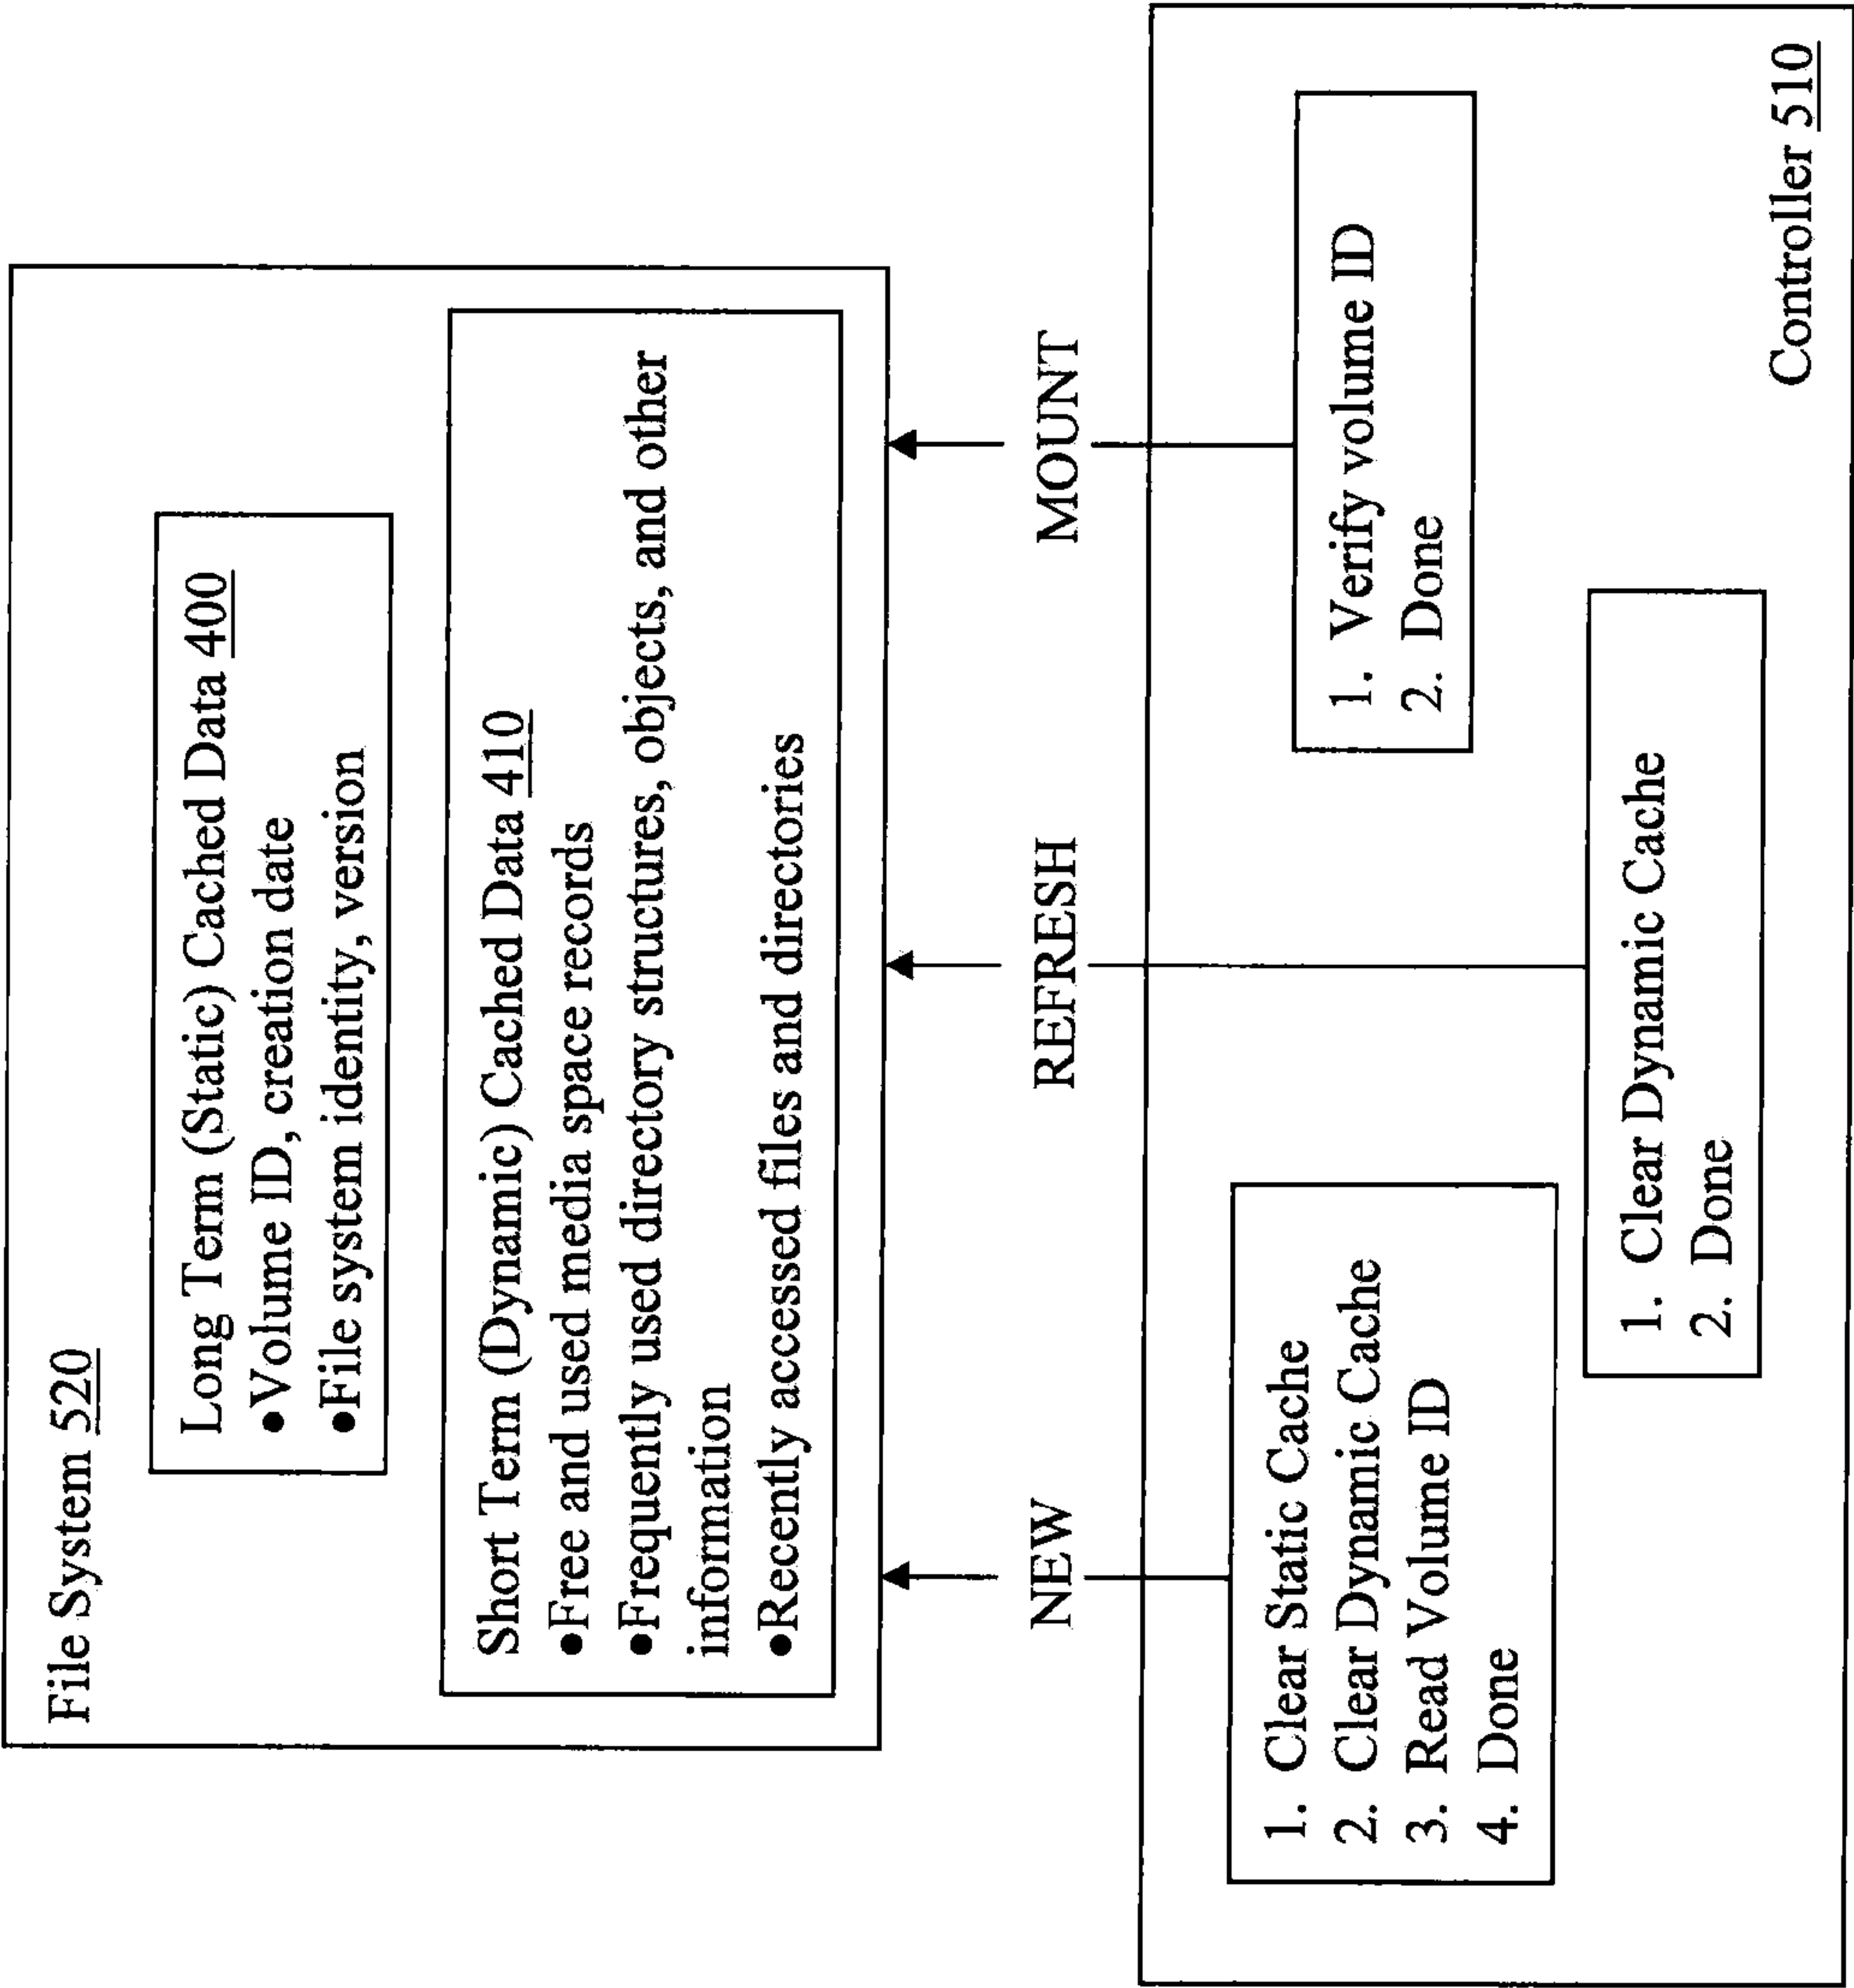 File System 520
Long Term (Static) Cached Data 400
•Volume ID, creation date
•File system identity, version
Short Term (Dynamic) Cached Data 410
•Free and used media space records
•Frequently used directory structures, objects, and other
information
•Recently accessed files and directories
NEW
REFRESH
MOUNT
1. Clear Static Cache
2. Clear Dynamic Cache
3. Read Volume ID
4. Done
1. Clear Dynamic Cache
2. Done
1. Verify volume ID
2. Done
Controller 510